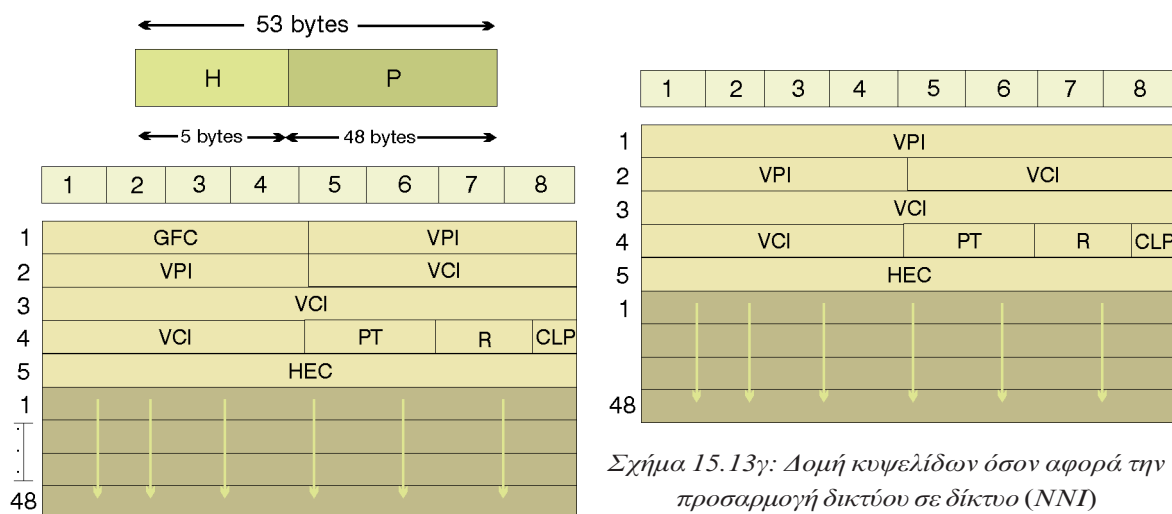 53 bytes
H P
5 bytes 48 bytes
1 2 3 4 5 6 7 8
1 GFC VPI
2 VPI VCI
3 VCI
4 VCI PT R CLP
5 HEC
1
48
1 2 3 4 5 6 7 8
1 VPI
2 VPI VCI
3 VCI
4 VCI PT R CLP
5 HEC
1
48
Σχήμα 15.13γ: Δομή κυψελίδων όσον αφορά την
προσαρμογή δικτύου σε δίκτυο (NNI)